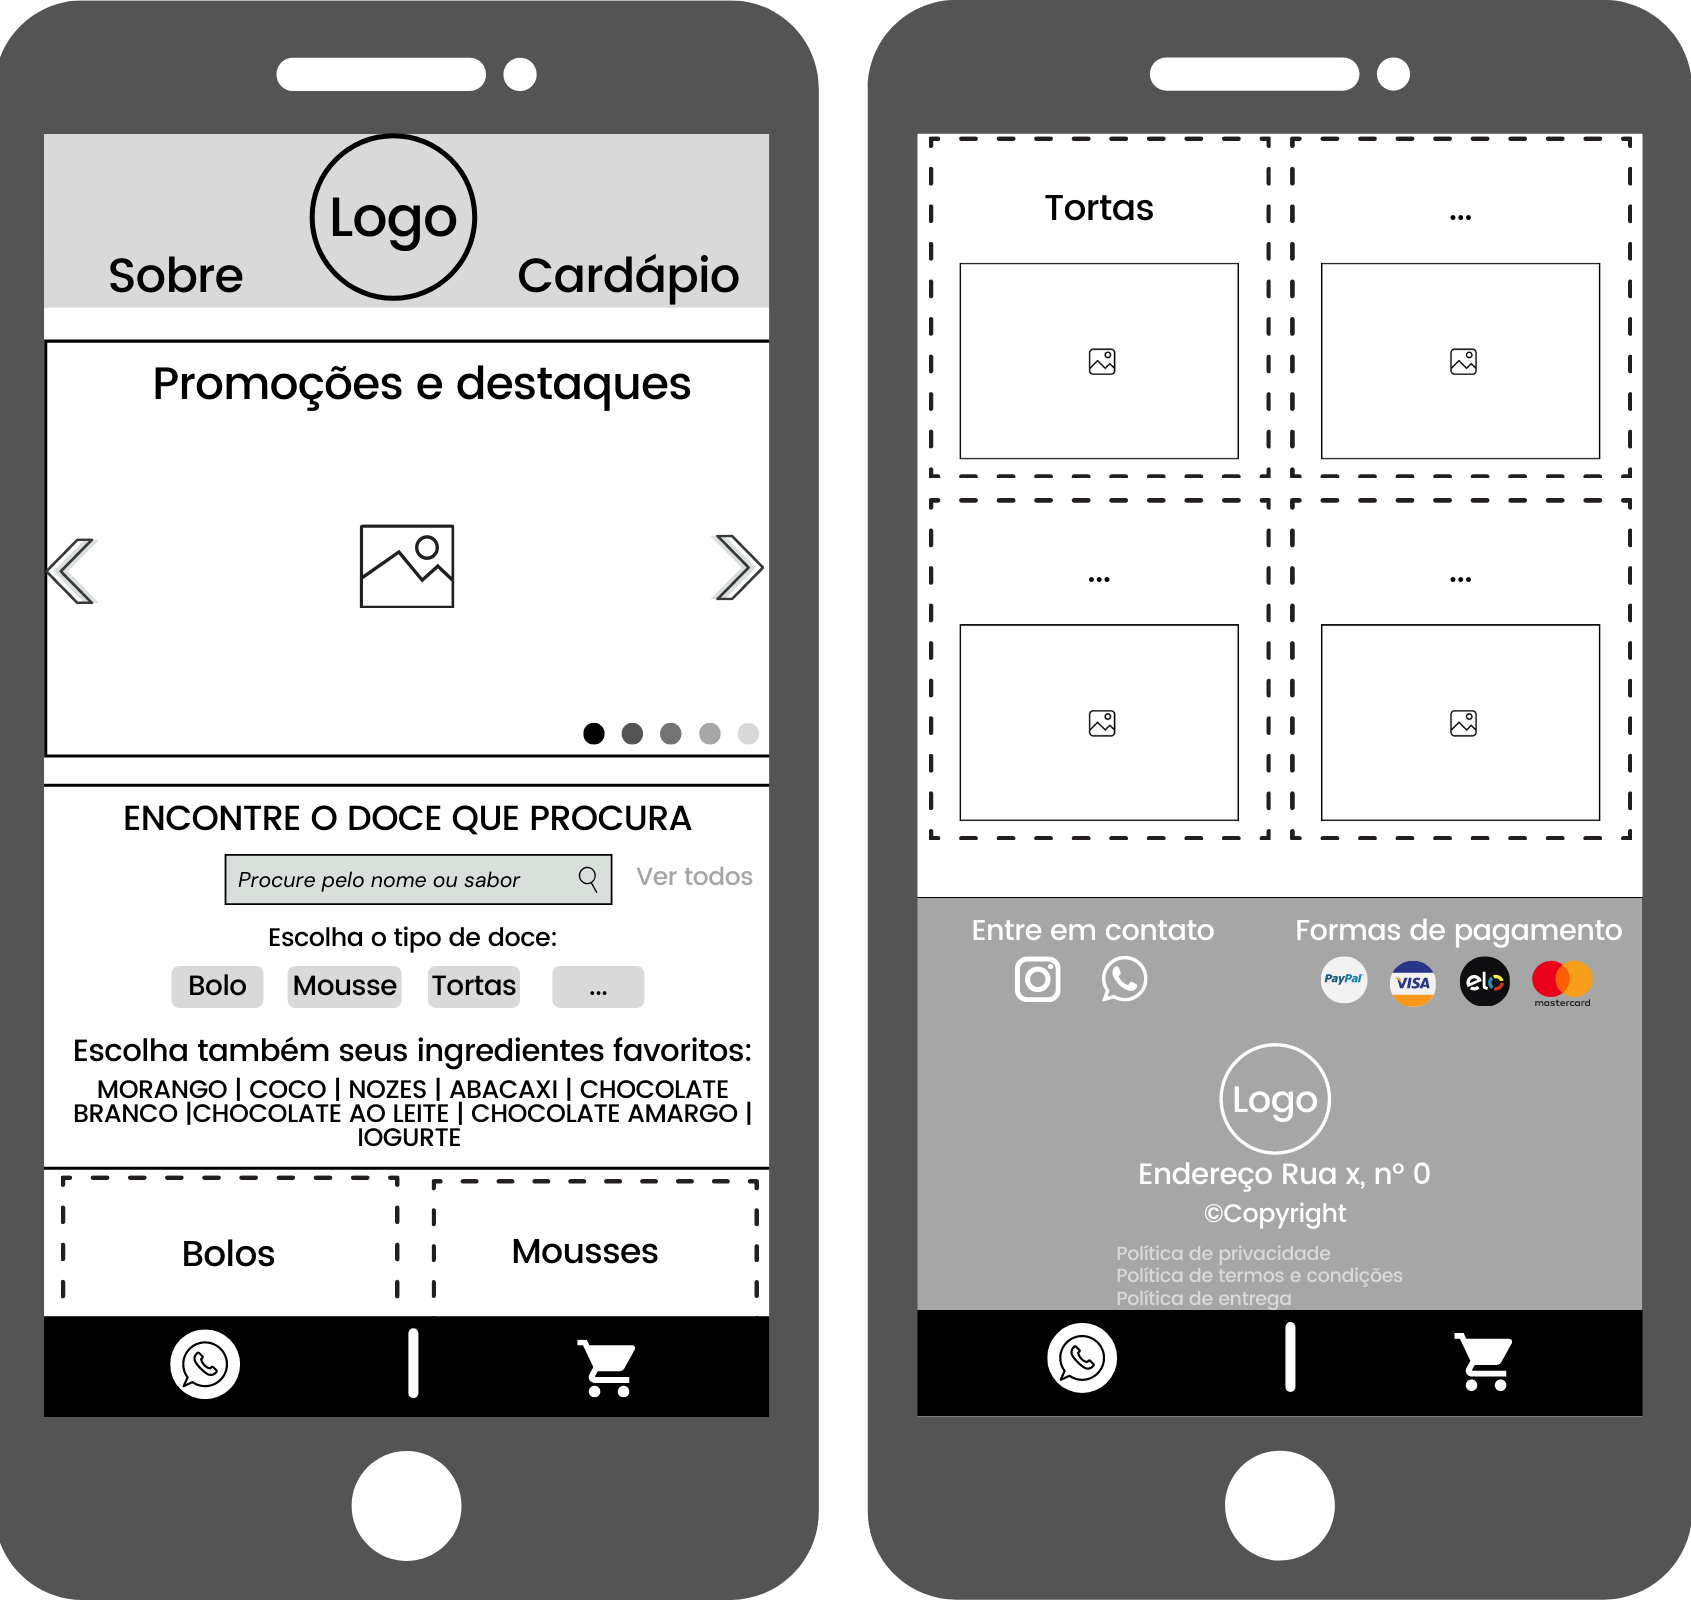 Logo
Sobre
Cardápio
Promoções e destaques
ENCONTRE O DOCE QUE PROCURA
Procure pelo nome ou sabor
Ver todos
Escolha o tipo de doce:
Bolo
Mousse
Tortas
...
Escolha também seus ingredientes favoritos:
MORANGO | COCO | NOZES | ABACAXI | CHOCOLATE
BRANCO |CHOCOLATE AO LEITE | CHOCOLATE AMARGO |
IOGURTE
Bolos
Mousses
Tortas
...
...
...
Entre em contato
Formas de pagamento
PayPal
VISA
elo
mastercard
Logo
Endereço Rua x, nº 0
©Copyright
Política de privacidade
Política de termos e condições
Política de entrega